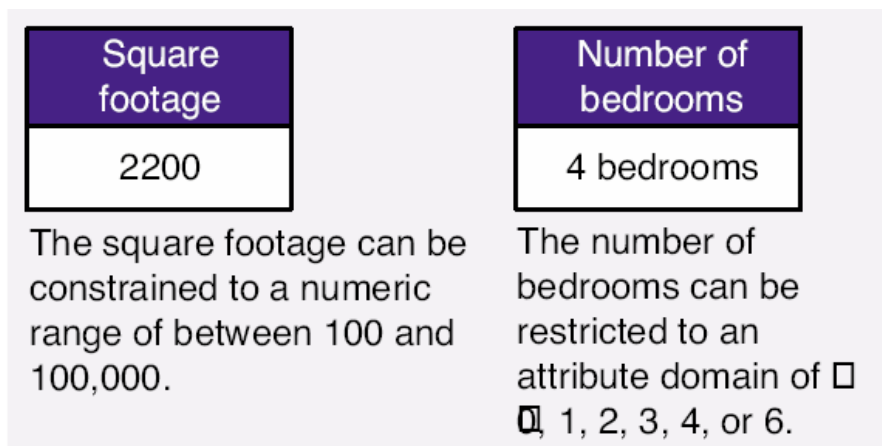 Square
footage
2200
The square footage can be
constrained to a numeric
range of between 100 and
100,000.
Number of
bedrooms
4 bedrooms
The number of
bedrooms can be
restricted to an
attribute domain of □
0, 1, 2, 3, 4, or 6.